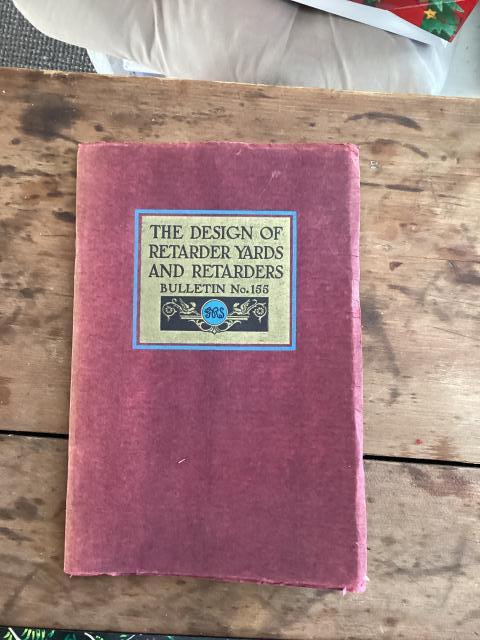 THE DESIGN OF
RETARDER YARDS
AND RETARDERS
BULLETIN No. 155
GRS